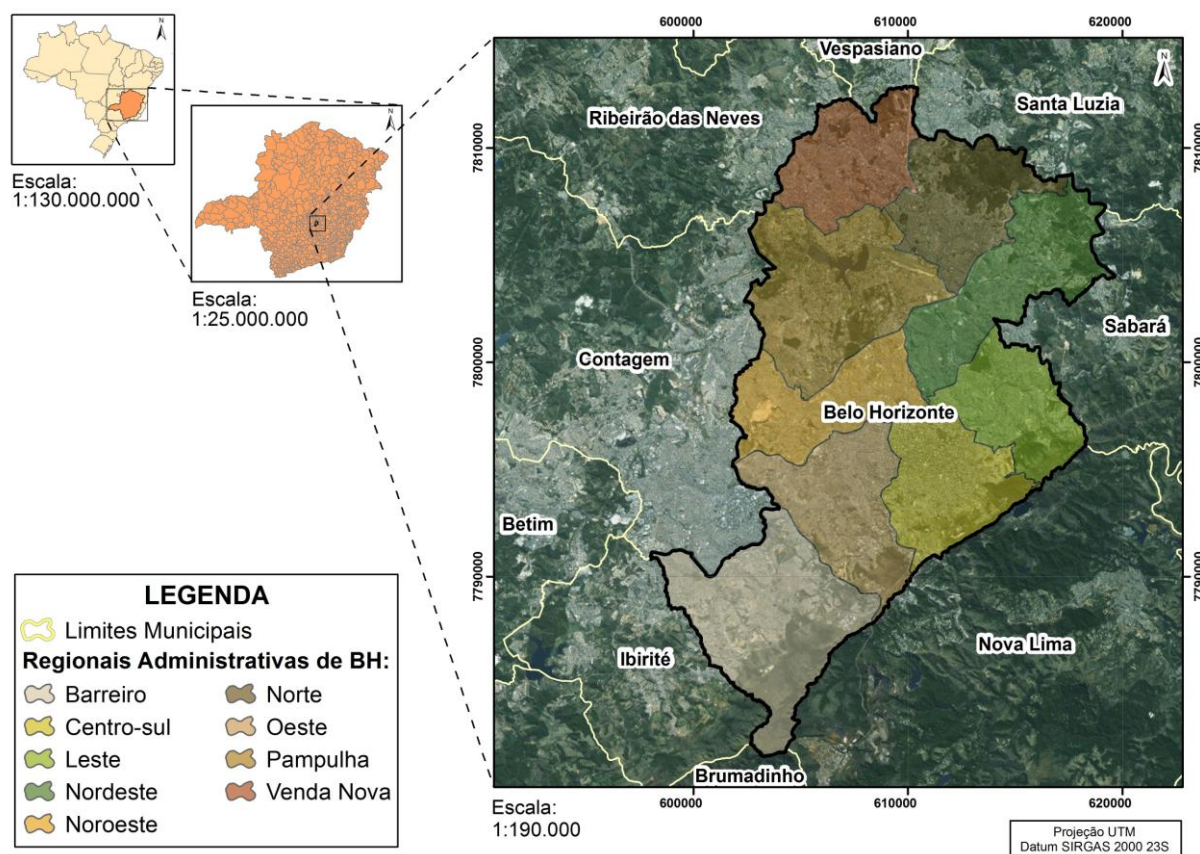 N
Escala:
1:130.000.000
N
Escala:
1:25.000.000
600000
610000
620000
7810000
7800000
7790000
7810000
7800000
7790000
N
Vespasiano
Santa Luzia
Ribeirão das Neves
Sabará
Contagem
Belo Horizonte
Betim
Nova Lima
Ibirité
Brumadinho
600000
610000
620000
Escala:
1:190.000
Projeção UTM
Datum SIRGAS 2000 23S
LEGENDA
Limites Municipais
Regionais Administrativas de BH:
Barreiro
Centro-sul
Leste
Nordeste
Noroeste
Norte
Oeste
Pampulha
Venda Nova